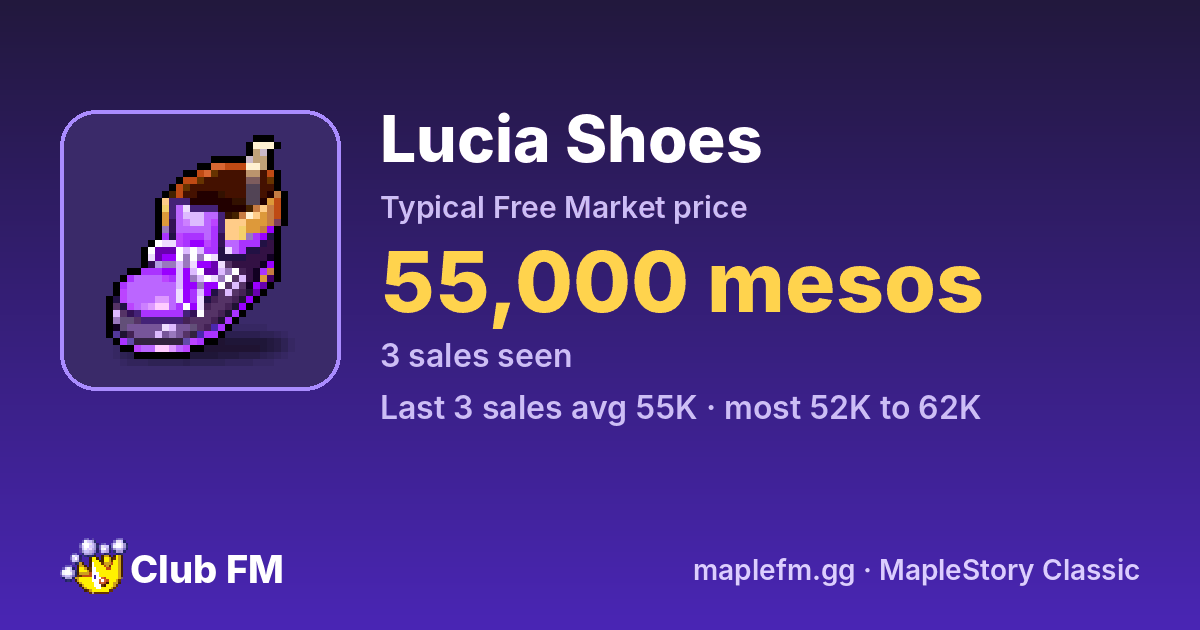 Lucia Shoes
Typical Free Market price
55,000 mesos
3 sales seen
Last 3 sales avg 55K · most 52K to 62K
Club FM
maplefm.gg · MapleStory Classic